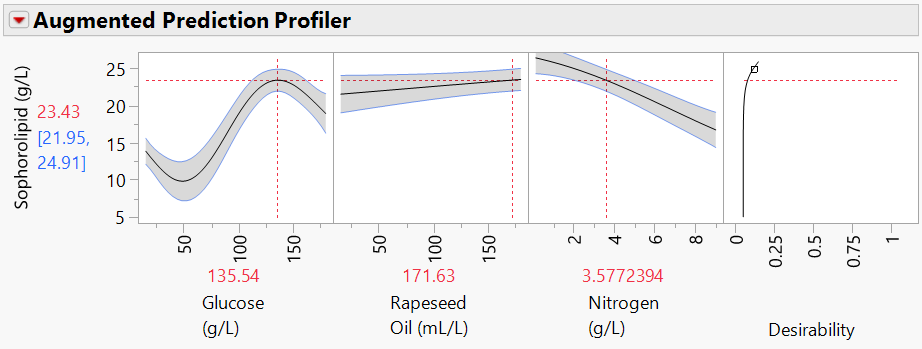 Augmented Prediction Profiler
Sophorolipid (g/L)
23.43
[21.95,
24.91]
25
20
15
10
5
50
100
150
50
100
150
2
4
6
8
0
0.25
0.5
0.75
1
135.54
171.63
3.5772394
Glucose
(g/L)
Rapeseed
Oil (mL/L)
Nitrogen
(g/L)
Desirability